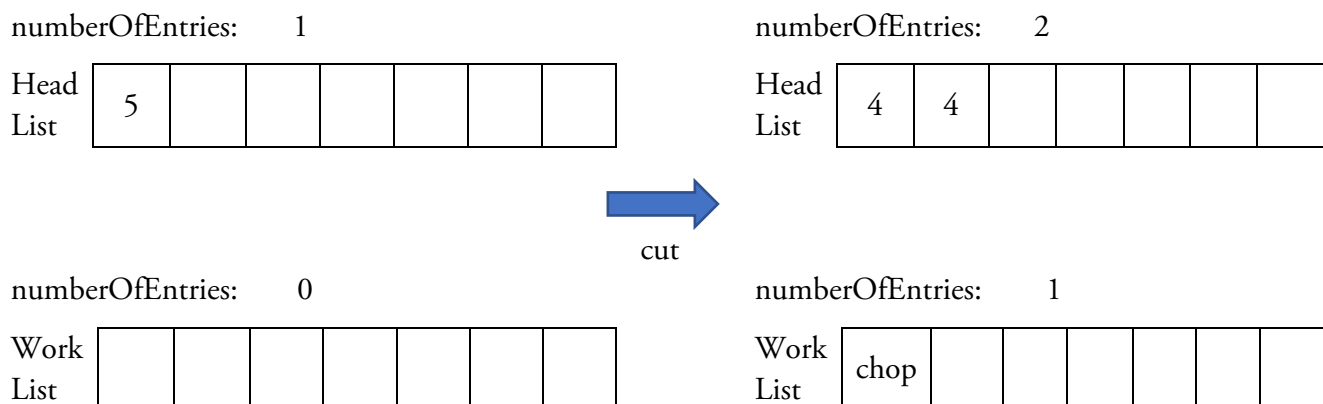 numberOfEntries: 1
Head
List
5
numberOfEntries: 2
Head
List
4 4
cut
numberOfEntries: 0
Work
List
numberOfEntries: 1
Work
List
chop